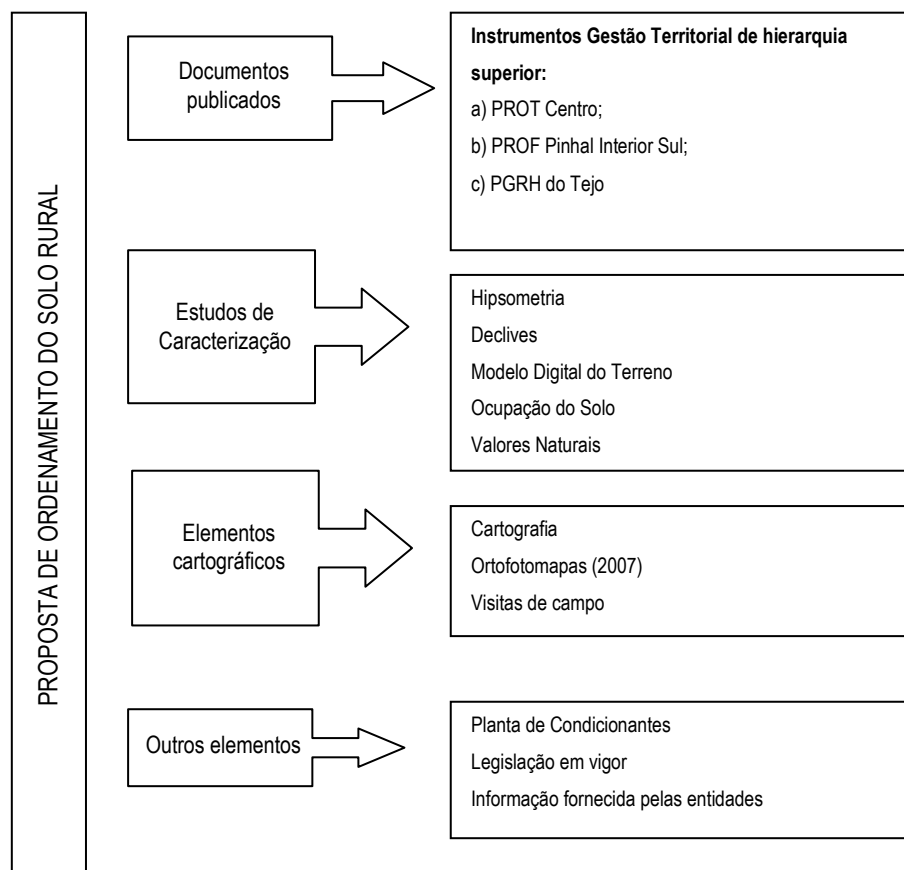 PROPOSTA DE ORDENAMENTO DO SOLO RURAL
Documentos
publicados
Instrumentos Gestão Territorial de hierarquia
superior:
a) PROT Centro;
b) PROF Pinhal Interior Sul;
c) PGRH do Tejo
Estudos de
Caracterização
Hipsometria
Declives
Modelo Digital do Terreno
Ocupação do Solo
Valores Naturais
Elementos
cartográficos
Cartografia
Ortofotomapas (2007)
Visitas de campo
Outros elementos
Planta de Condicionantes
Legislação em vigor
Informação fornecida pelas entidades